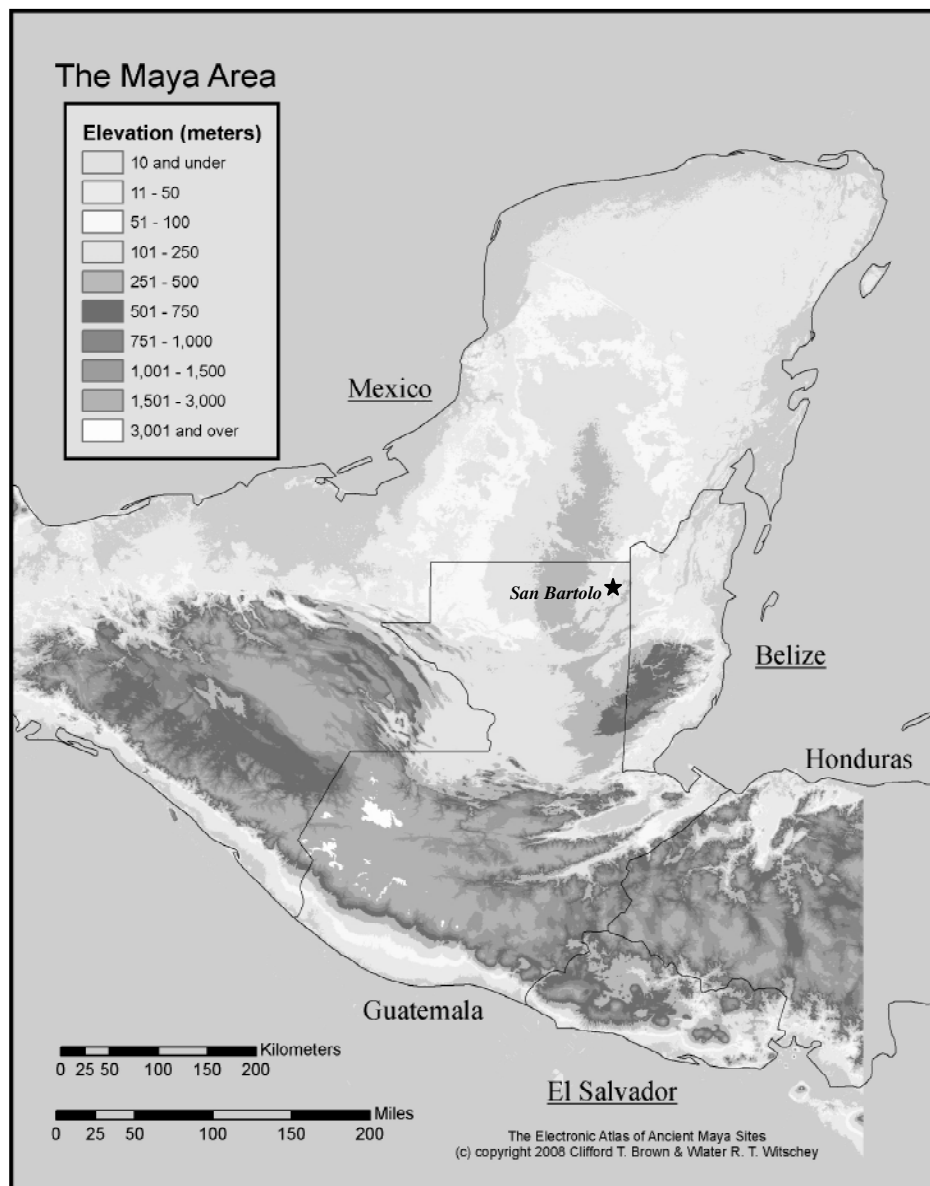 The Maya Area
Elevation (meters)
10 and under
11 - 50
51 - 100
101 - 250
251 - 500
501 - 750
751 - 1,000
1,001 - 1,500
1,501 - 3,000
3,001 and over
Mexico
San Bartolo
Belize
Honduras
Guatemala
Kilometers
0 25 50 100 150 200
El Salvador
Miles
0 25 50 100 150 200
The Electronic Atlas of Ancient Maya Sites
(c) copyright 2008 Clifford T. Brown & Wlater R. T. Witschey